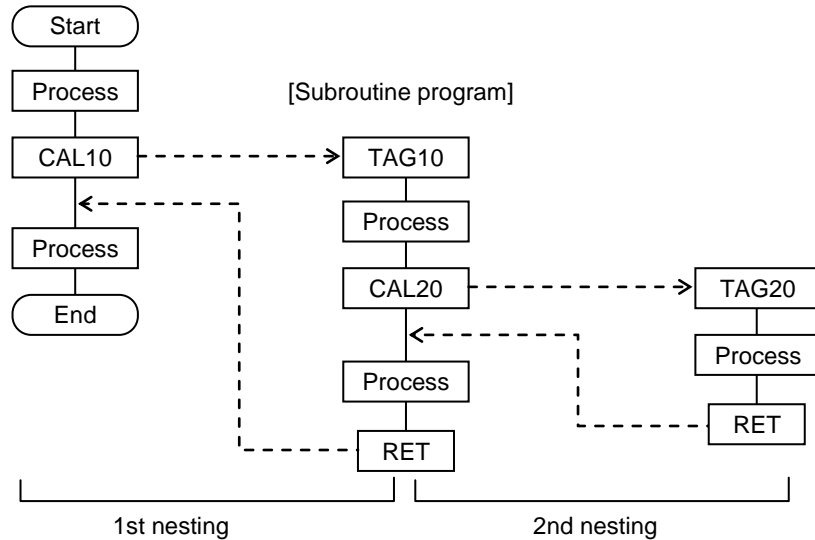 Start
Process
[Subroutine program]
CAL10
TAG10
Process
Process
CAL20
TAG20
End
Process
Process
RET
RET
1st nesting
2nd nesting